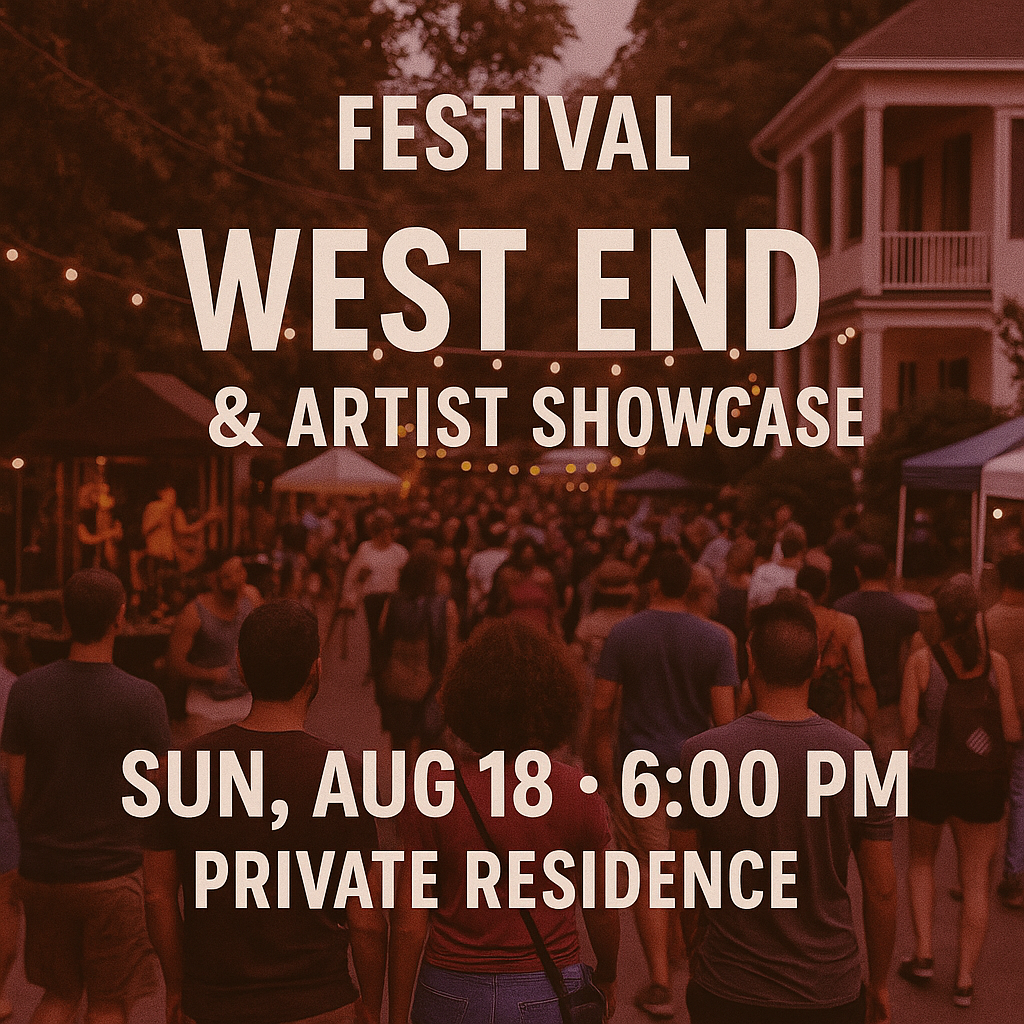 FESTIVAL
WEST END
& ARTIST SHOWCASE
SUN, AUG 18 • 6:00 PM
PRIVATE RESIDENCE